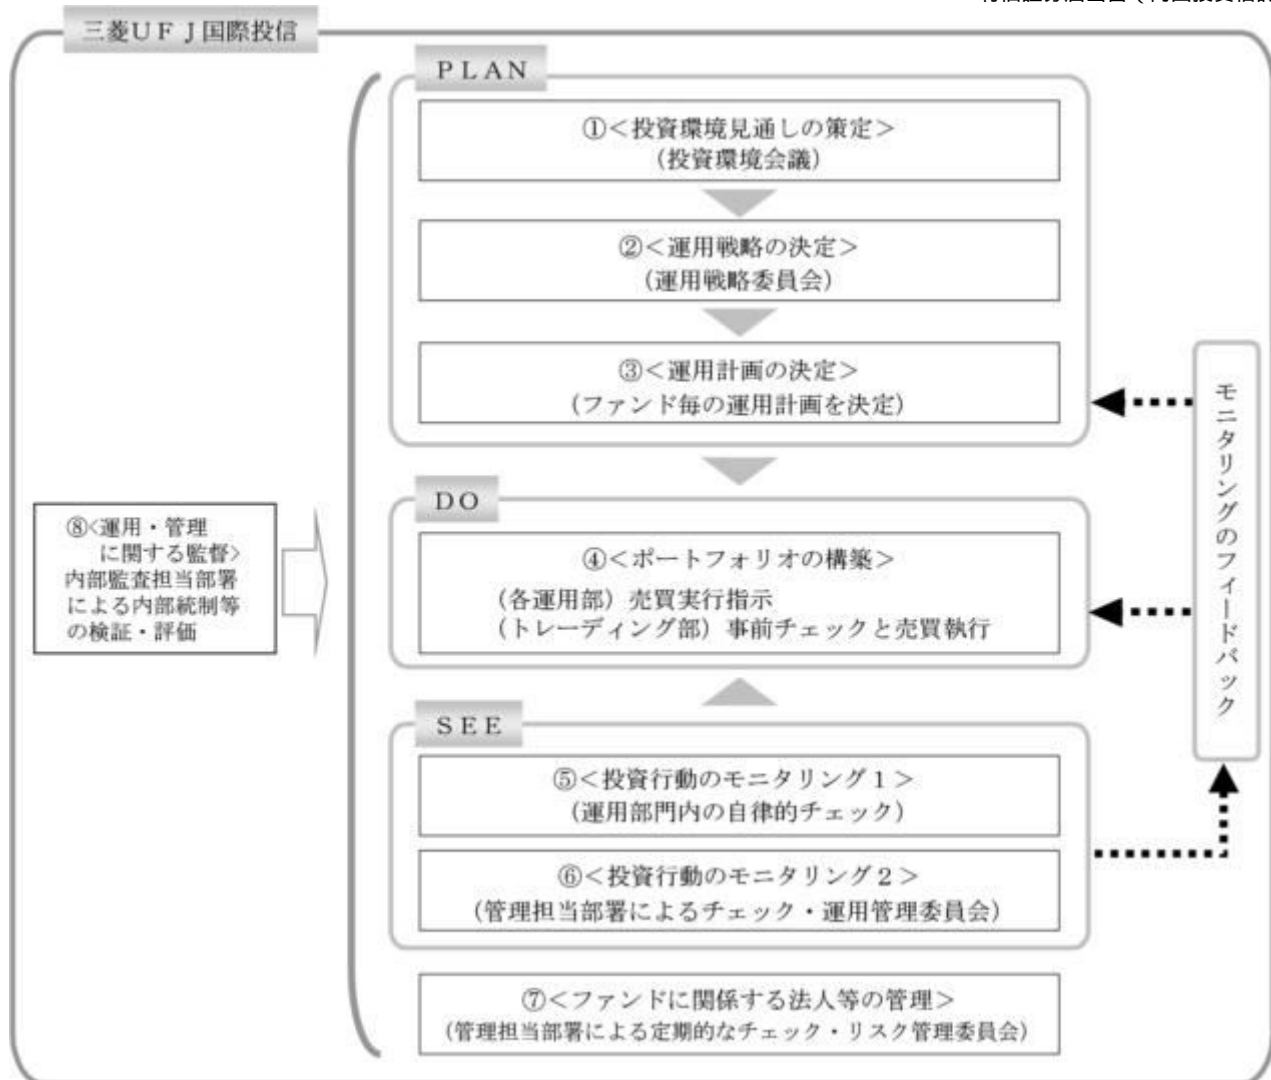 三菱ＵＦＪ国際投信
ＰＬＡＮ
①＜投資環境見通しの策定＞
（投資環境会議）
②＜運用戦略の決定＞
（運用戦略委員会）
③＜運用計画の決定＞
（ファンド毎の運用計画を決定）
ＤＯ
④＜ポートフォリオの構築＞
（各運用部）売買実行指示
（トレーディング部）事前チェックと売買執行
ＳＥＥ
⑤＜投資行動のモニタリング１＞
（運用部門内の自律的チェック）
⑥＜投資行動のモニタリング２＞
（管理担当部署によるチェック・運用管理委員会）
⑦＜ファンドに関係する法人等の管理＞
（管理担当部署による定期的なチェック・リスク管理委員会）
⑧<運用・管理
に関する監督>
内部監査担当部署
による内部統制等
の検証・評価
モニタリングのフィードバック